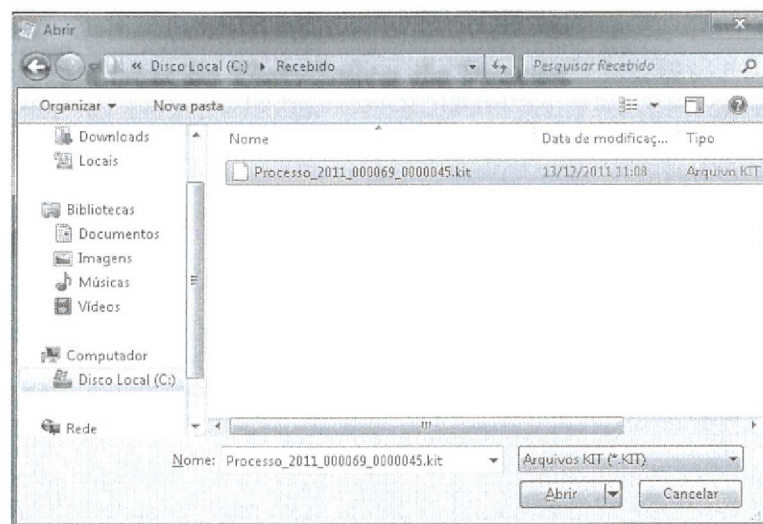 Abrir
« Disco Local (C:) ▸ Recebido
Pesquisar Recebido
Organizar
Nova pasta
Downloads
Locais
Bibliotecas
Documentos
Imagens
Músicas
Vídeos
Computador
Disco Local (C:)
Rede
Nome
Data de modificaç...
Tipo
Processo_2011_000069_0000045.kit
13/12/2011 11:08
Arquivo KIT
Nome: Processo_2011_000069_0000045.kit
Arquivos KIT (*.KIT)
Abrir
Cancelar